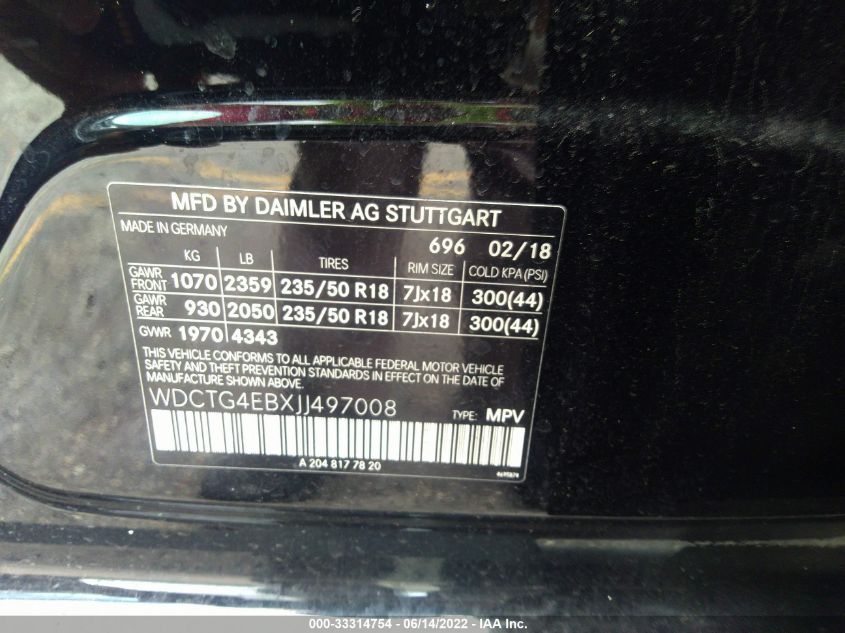 MFD BY DAIMLER AG STUTTGART
MADE IN GERMANY
696 02/18
KG LB TIRES RIM SIZE COLD KPA (PSI)
GAWR FRONT 1070 2359 235/50 R18 7Jx18 300(44)
GAWR REAR 930 2050 235/50 R18 7Jx18 300(44)
GVWR 1970 4343
THIS VEHICLE CONFORMS TO ALL APPLICABLE FEDERAL MOTOR VEHICLE
SAFETY AND THEFT PREVENTION STANDARDS IN EFFECT ON THE DATE OF
MANUFACTURE SHOWN ABOVE.
WDCTG4EBXJJ497008 TYPE: MPV
A 204 817 78 20
000-33314754 - 06/14/2022 - IAA Inc.